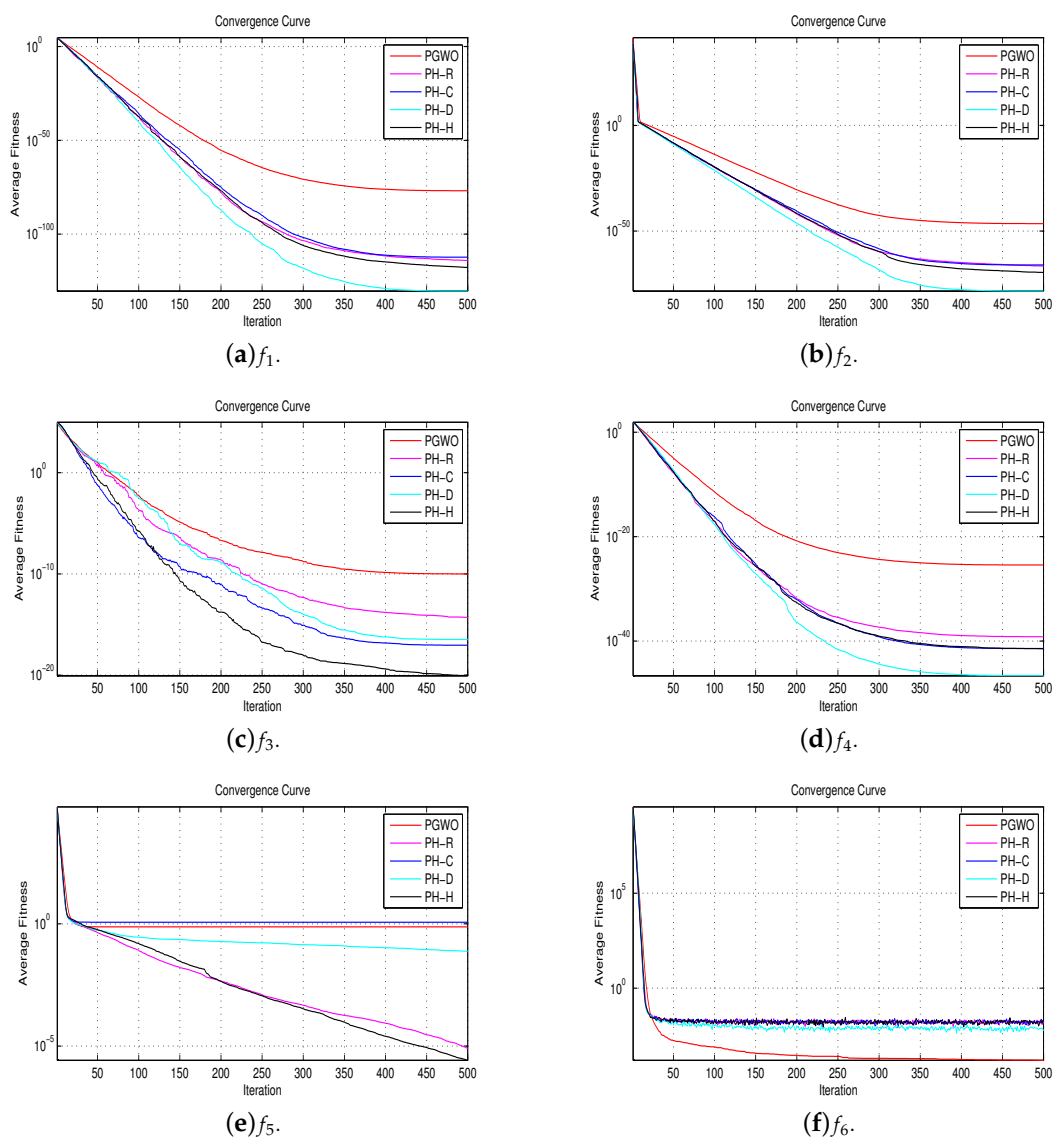 Convergence Curve
Average Fitness
10^0
10^-50
10^-100
PGWO
PH-R
PH-C
PH-D
PH-H
50 100 150 200 250 300 350 400 450 500
Iteration
(a) f1.
Convergence Curve
Average Fitness
10^0
10^-50
PGWO
PH-R
PH-C
PH-D
PH-H
50 100 150 200 250 300 350 400 450 500
Iteration
(b) f2.
Convergence Curve
Average Fitness
10^0
10^-10
10^-20
PGWO
PH-R
PH-C
PH-D
PH-H
50 100 150 200 250 300 350 400 450 500
Iteration
(c) f3.
Convergence Curve
Average Fitness
10^0
10^-20
10^-40
PGWO
PH-R
PH-C
PH-D
PH-H
50 100 150 200 250 300 350 400 450 500
Iteration
(d) f4.
Convergence Curve
Average Fitness
10^0
10^-5
PGWO
PH-R
PH-C
PH-D
PH-H
50 100 150 200 250 300 350 400 450 500
Iteration
(e) f5.
Convergence Curve
Average Fitness
10^5
10^0
PGWO
PH-R
PH-C
PH-D
PH-H
50 100 150 200 250 300 350 400 450 500
Iteration
(f) f6.